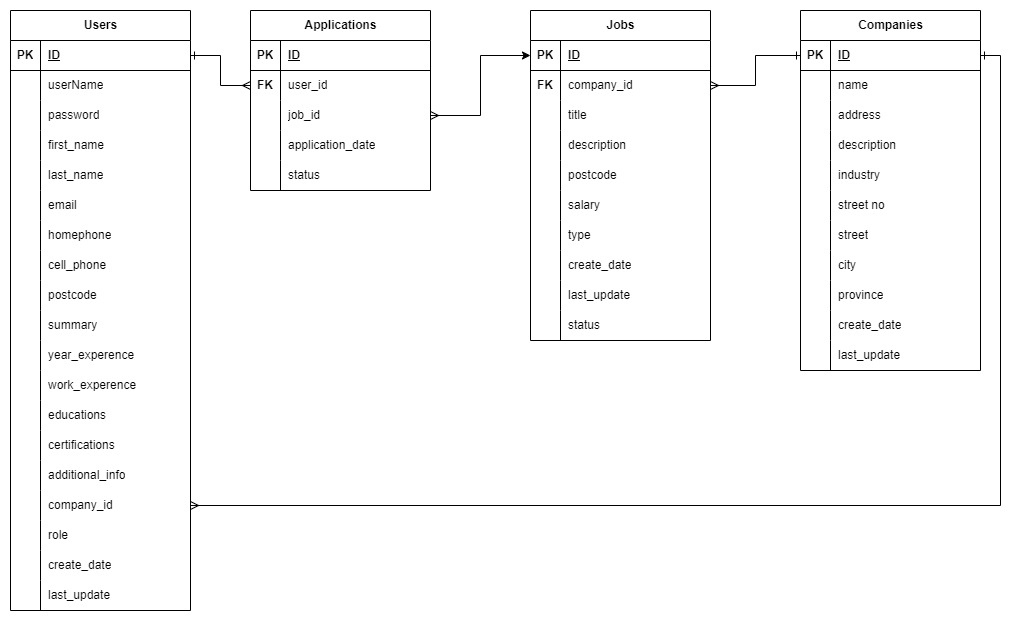 Users
PK ID
userName
password
first_name
last_name
email
homephone
cell_phone
postcode
summary
year_experence
work_experence
educations
certifications
additional_info
company_id
role
create_date
last_update
Applications
PK ID
FK user_id
job_id
application_date
status
Jobs
PK ID
FK company_id
title
description
postcode
salary
type
create_date
last_update
status
Companies
PK ID
name
address
description
industry
street no
street
city
province
create_date
last_update